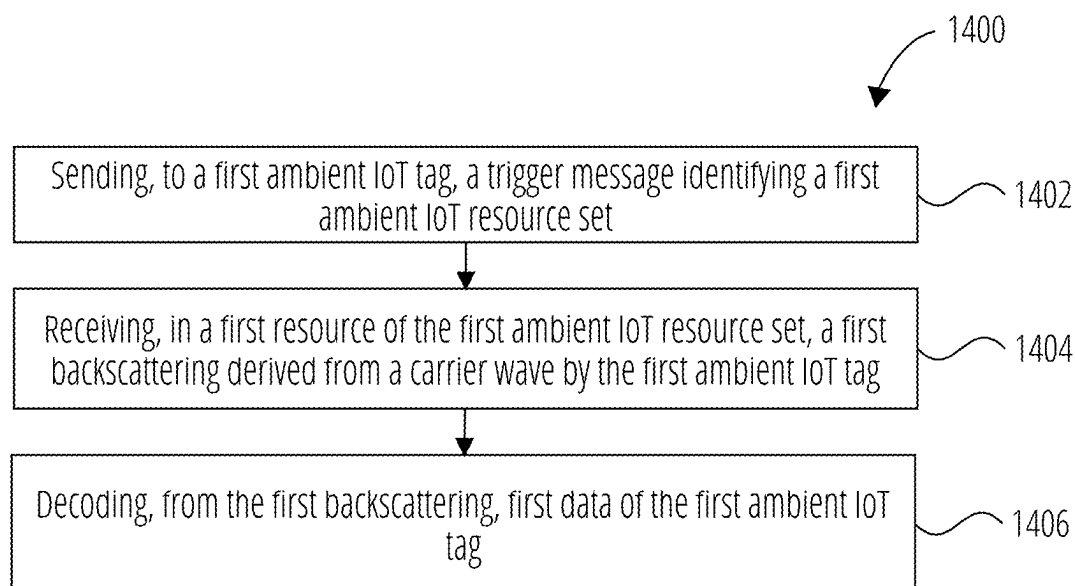 1400
Sending, to a first ambient IoT tag, a trigger message identifying a first
ambient IoT resource set
1402
Receiving, in a first resource of the first ambient IoT resource set, a first
backscattering derived from a carrier wave by the first ambient IoT tag
1404
Decoding, from the first backscattering, first data of the first ambient IoT
tag
1406